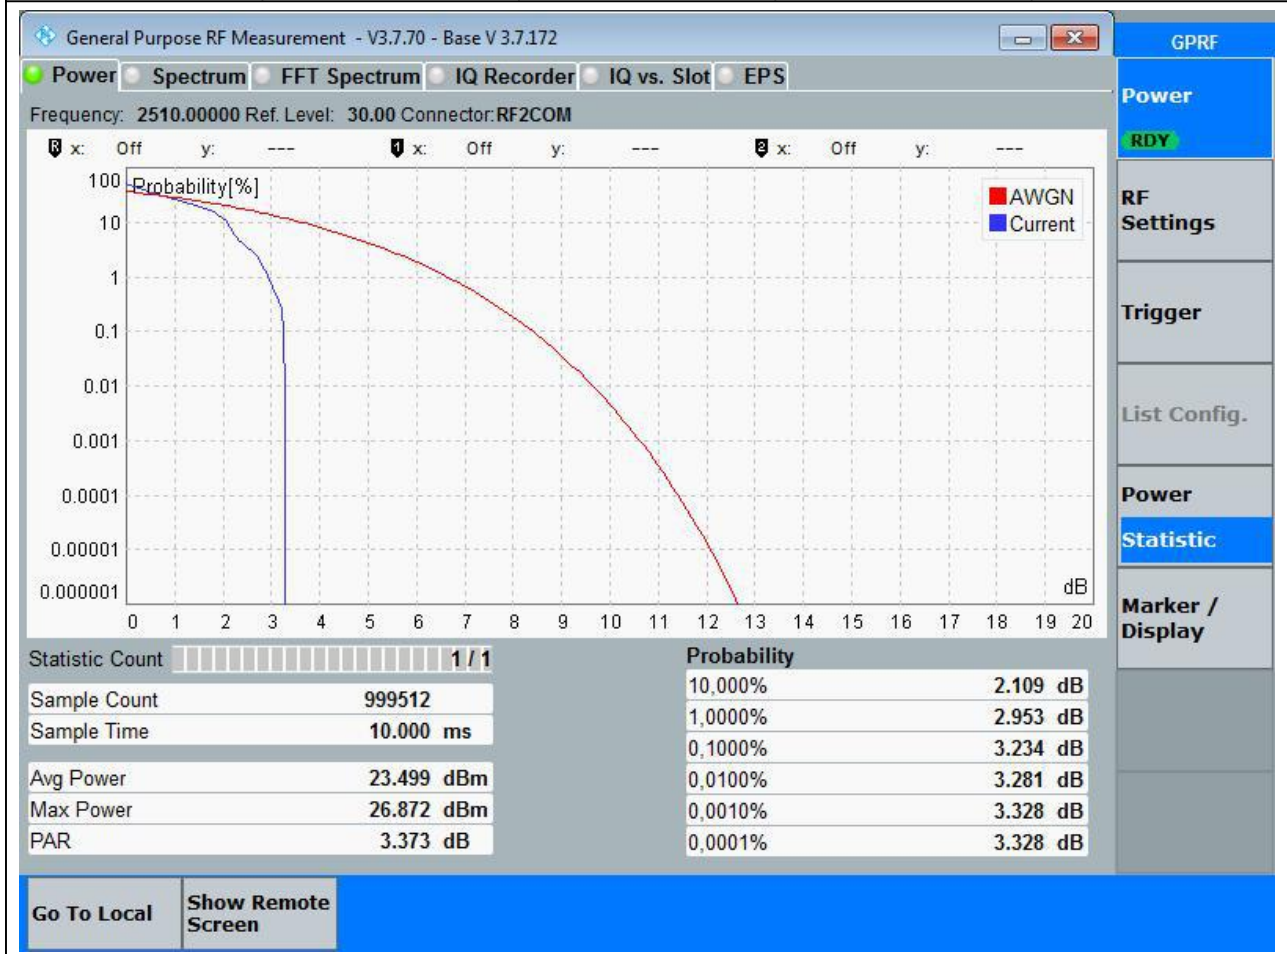 General Purpose RF Measurement - V3.7.70 - Base V 3.7.172
GPRF
Power Spectrum FFT Spectrum IQ Recorder IQ vs. Slot EPS
Frequency: 2510.00000 Ref. Level: 30.00 Connector:RF2COM
R x: Off y: --- 1 x: Off y: --- 2 x: Off y: ---
Probability[%]
100
10
1
0.1
0.01
0.001
0.0001
0.00001
0.000001
AWGN
Current
dB
0 1 2 3 4 5 6 7 8 9 10 11 12 13 14 15 16 17 18 19 20
Statistic Count 1 / 1
Sample Count 999512
Sample Time 10.000 ms
Avg Power 23.499 dBm
Max Power 26.872 dBm
PAR 3.373 dB
Probability
10,000% 2.109 dB
1,0000% 2.953 dB
0,1000% 3.234 dB
0,0100% 3.281 dB
0,0010% 3.328 dB
0,0001% 3.328 dB
Power
RDY
RF
Settings
Trigger
List Config.
Power
Statistic
Marker /
Display
Go To Local
Show Remote
Screen